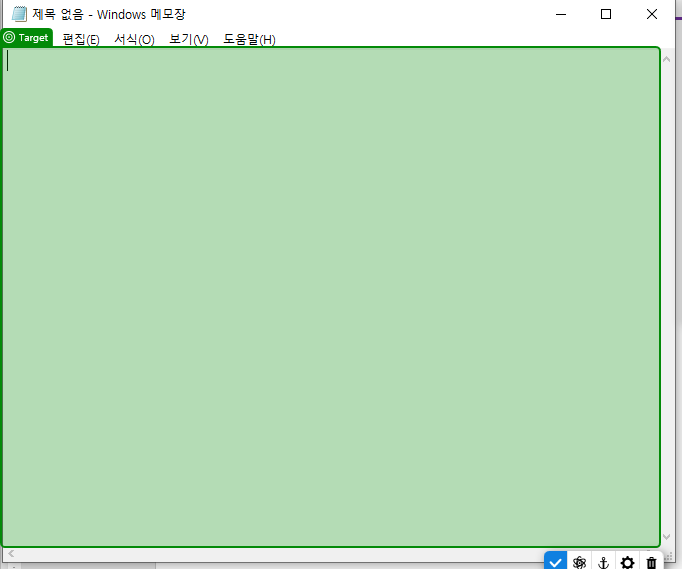 제목 없음 - Windows 메모장
Target 편집(E) 서식(O) 보기(V) 도움말(H)